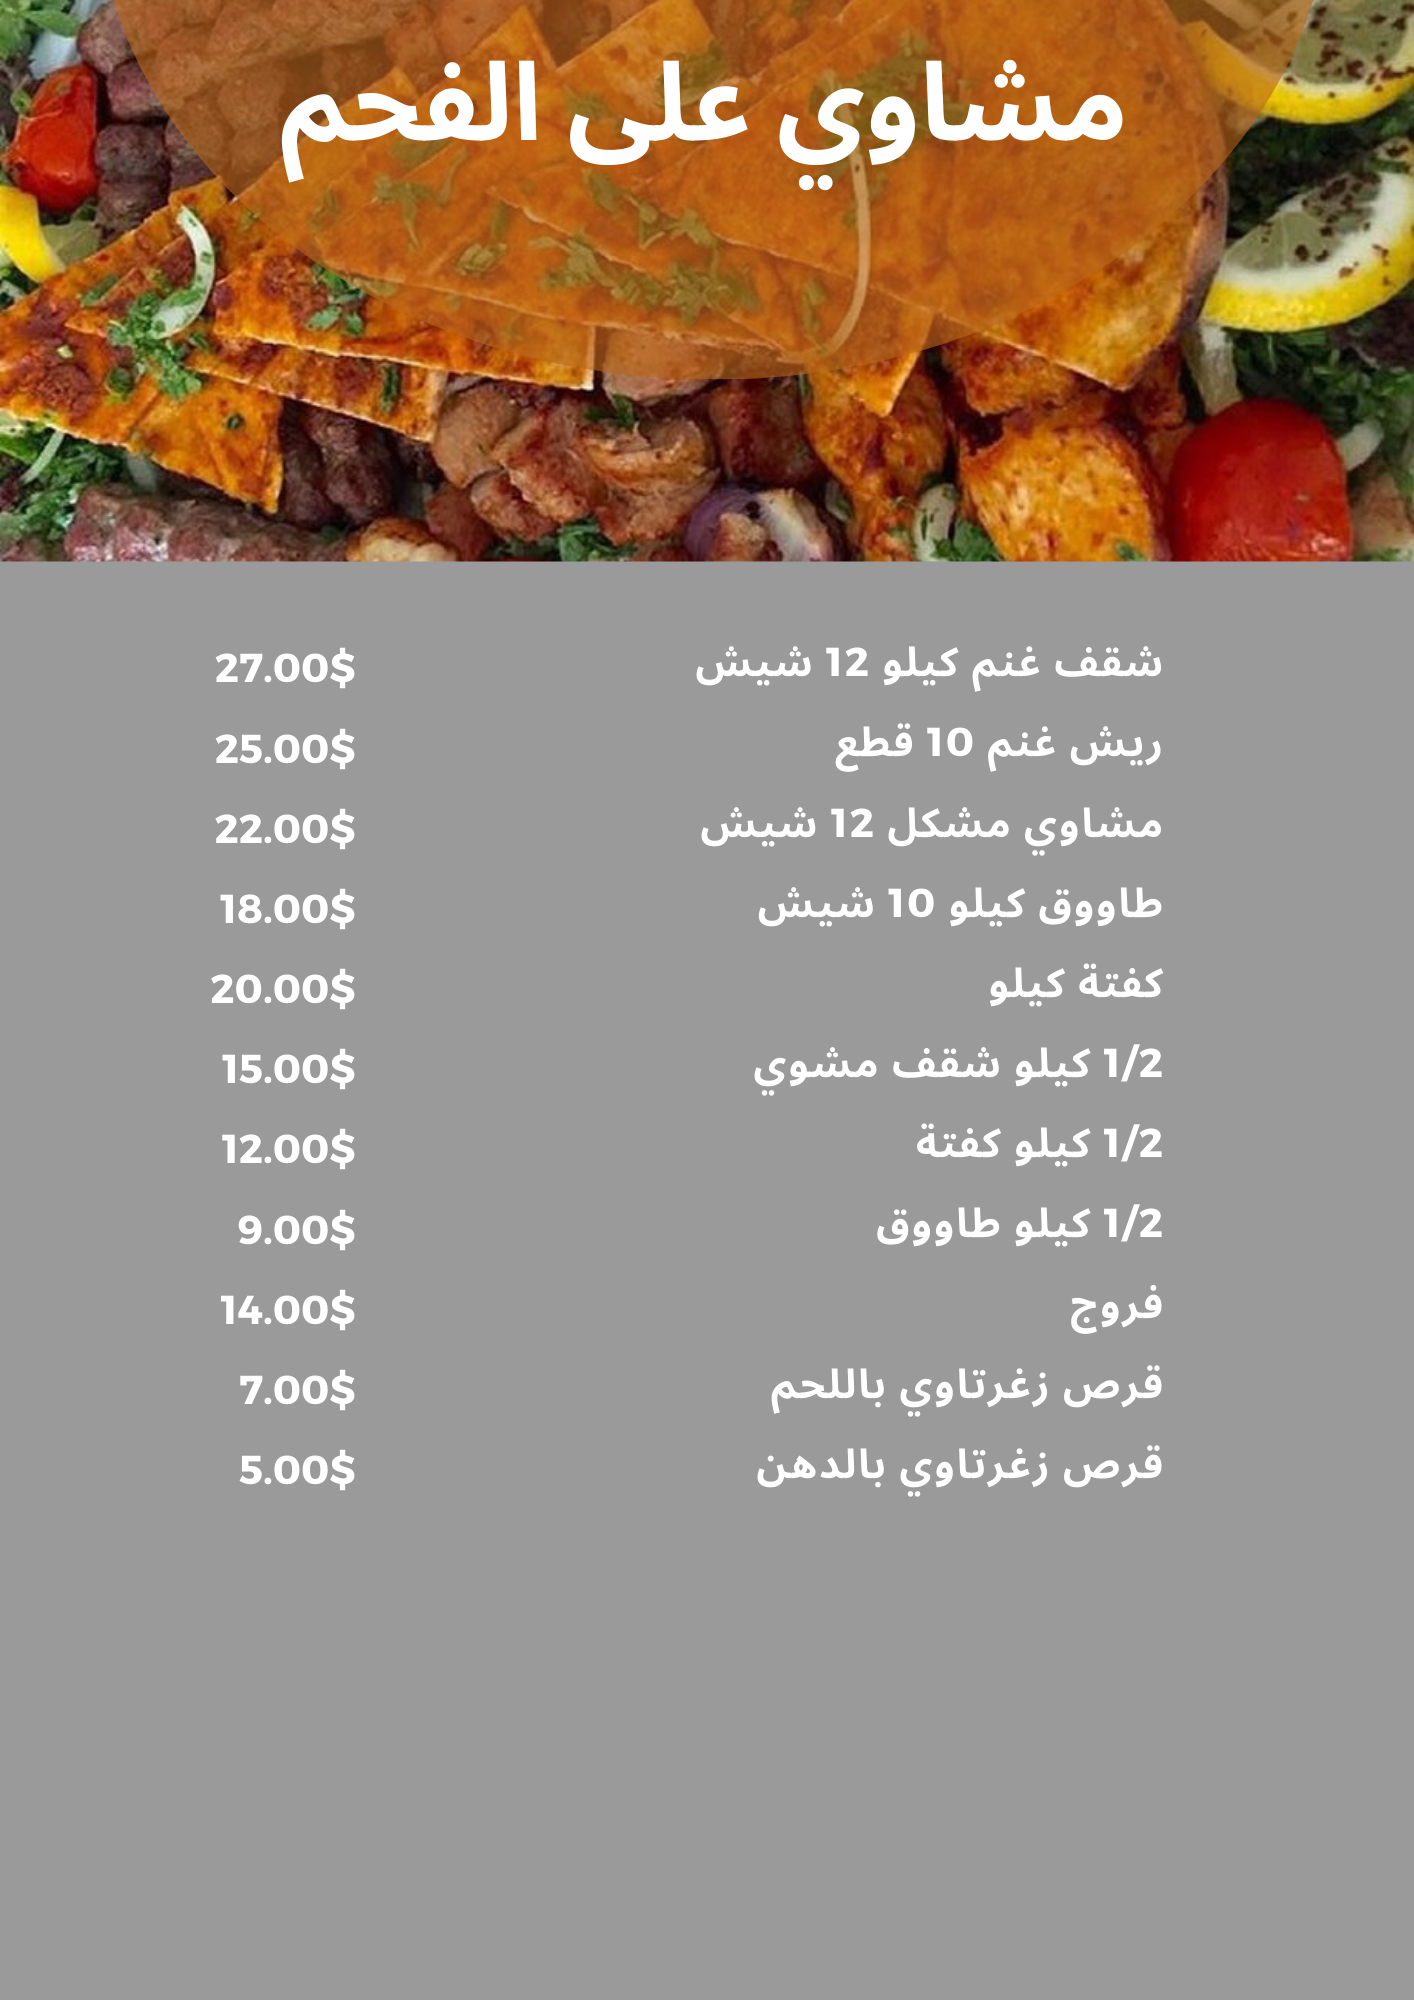 مشاوي على الفحم
شقف غنم كيلو 12 شيش 27.00$
ريش غنم 10 قطع 25.00$
مشاوي مشكل 12 شيش 22.00$
طاووق كيلو 10 شيش 18.00$
كفتة كيلو 20.00$
1/2 كيلو شقف مشوي 15.00$
1/2 كيلو كفتة 12.00$
1/2 كيلو طاووق 9.00$
فروج 14.00$
قرص زغرتاوي باللحم 7.00$
قرص زغرتاوي بالدهن 5.00$